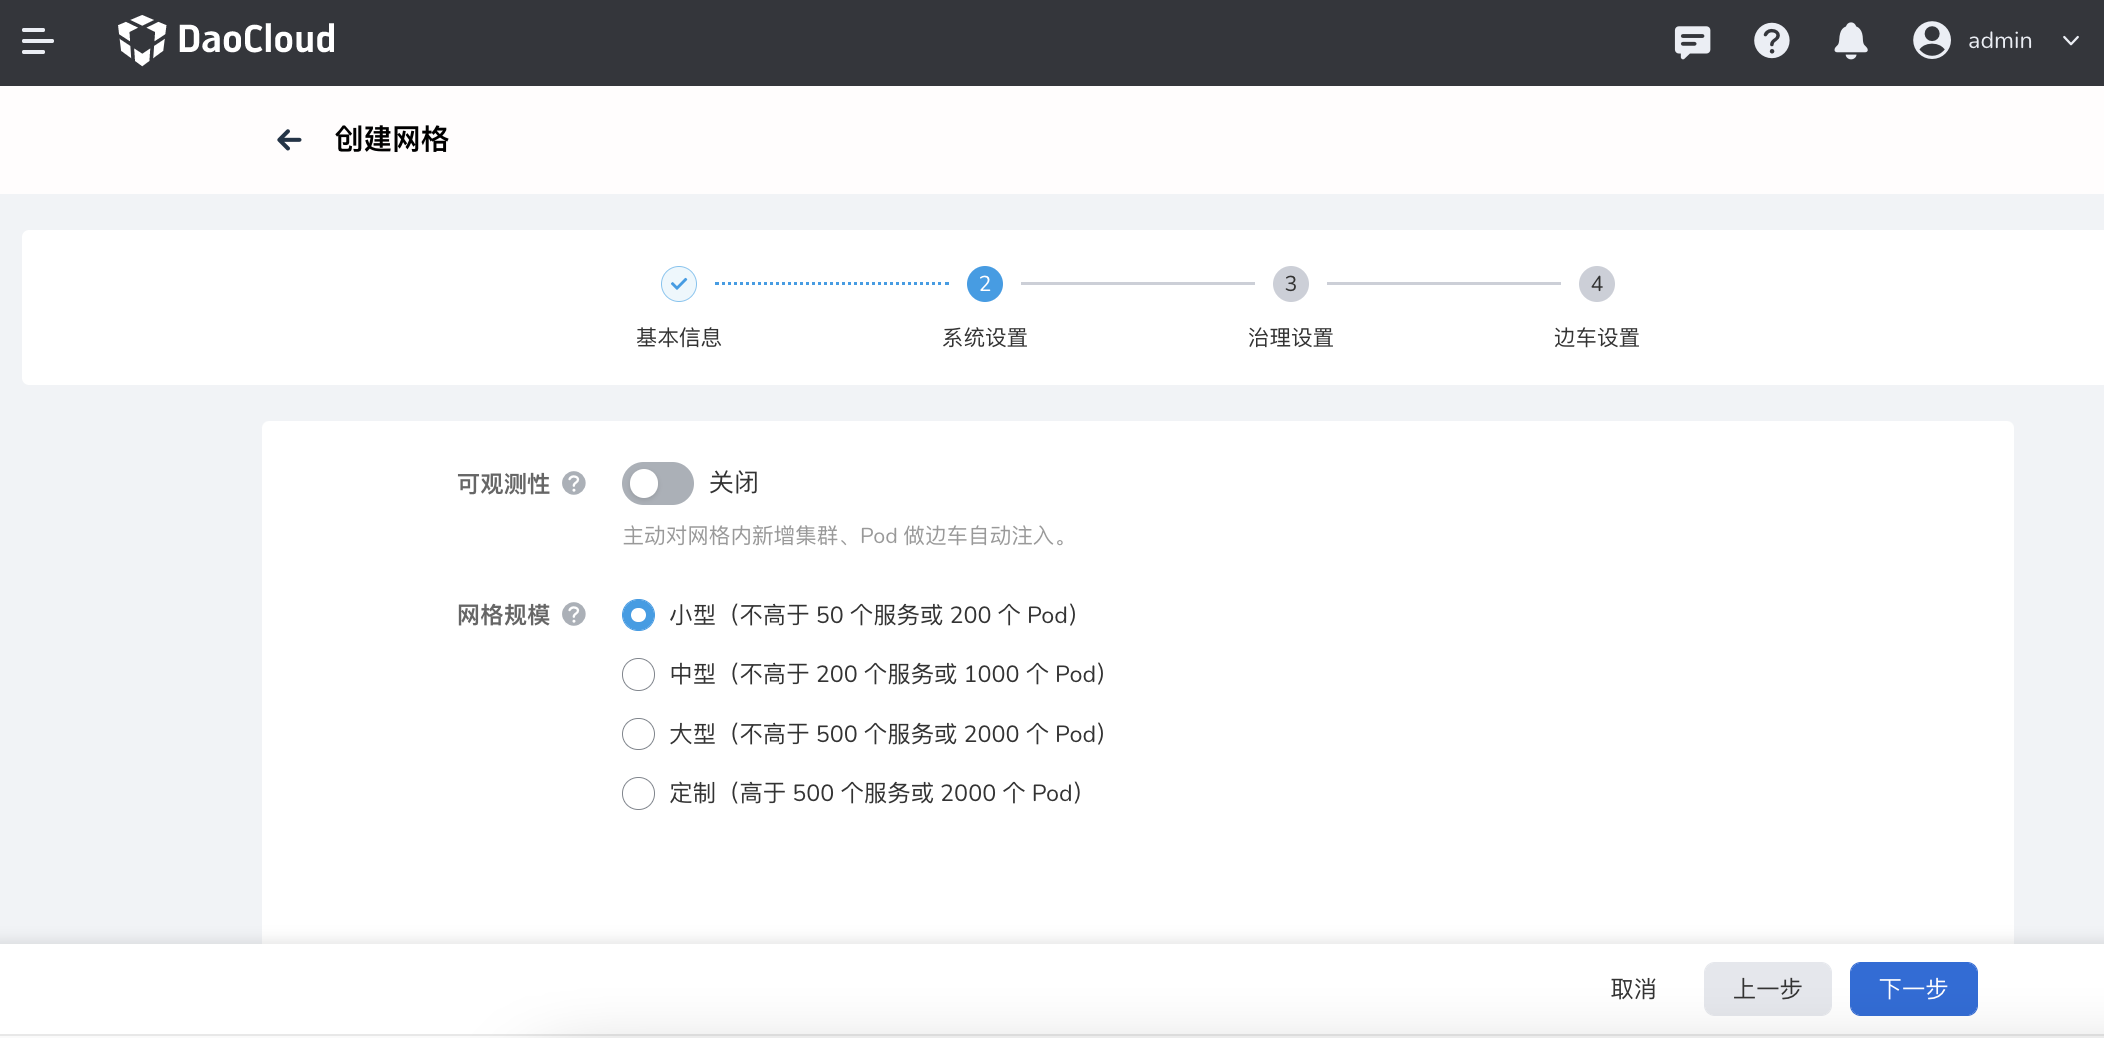 DaoCloud
admin
创建网格
2
3
4
基本信息
系统设置
治理设置
边车设置
可观测性 ?
关闭
主动对网格内新增集群、Pod 做边车自动注入。
网格规模 ?
小型（不高于 50 个服务或 200 个 Pod）
中型（不高于 200 个服务或 1000 个 Pod）
大型（不高于 500 个服务或 2000 个 Pod）
定制（高于 500 个服务或 2000 个 Pod）
取消
上一步
下一步